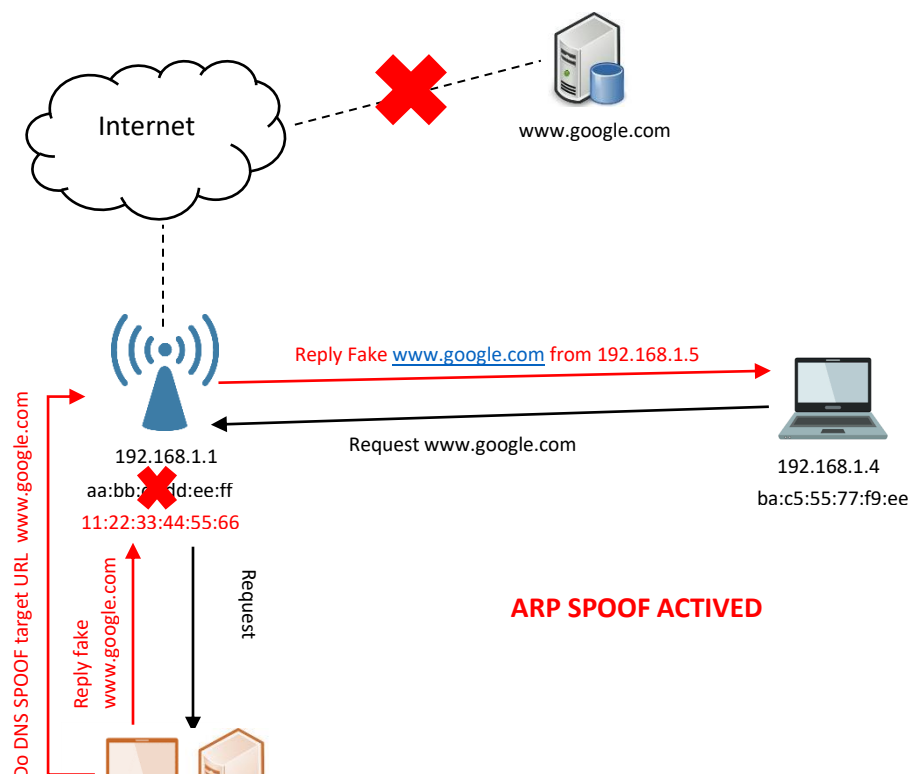 Internet
www.google.com
Reply Fake www.google.com from 192.168.1.5
Request www.google.com
192.168.1.1
aa:bb: dd:ee:ff
11:22:33:44:55:66
192.168.1.4
ba:c5:55:77:f9:ee
Do DNS SPOOF target URL www.google.com
Reply fake
www.google.com
Request
ARP SPOOF ACTIVED